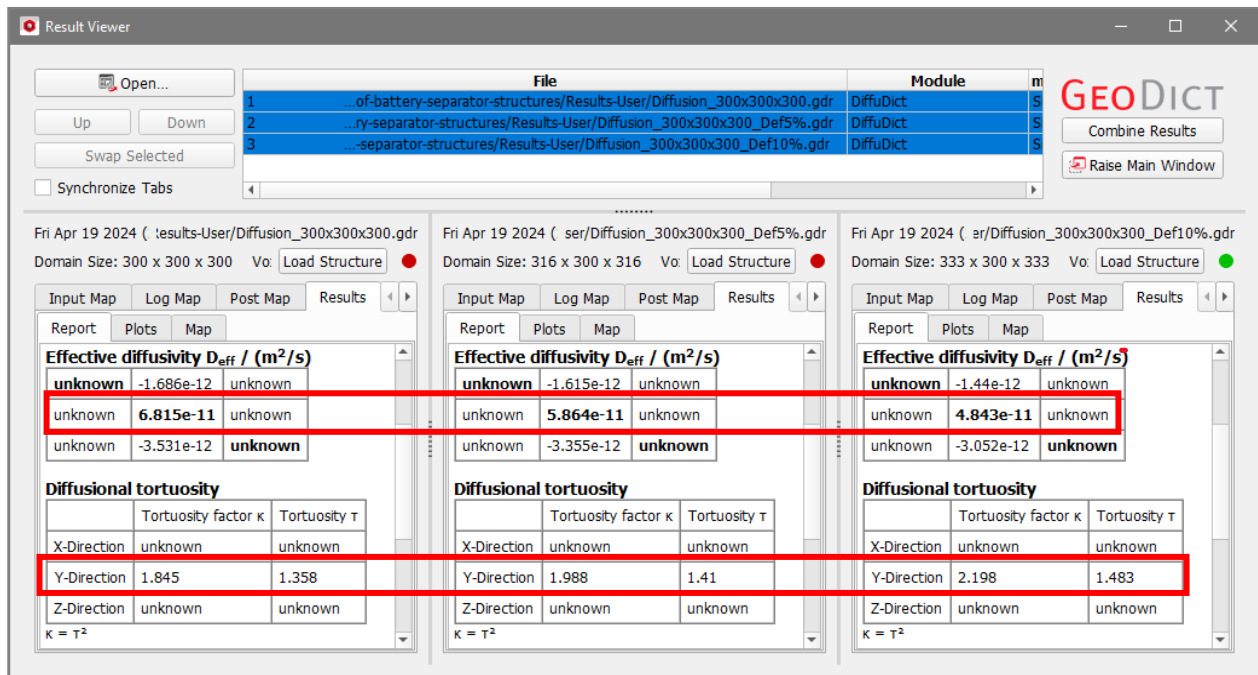 Result Viewer
Open...
Up Down
Swap Selected
Synchronize Tabs
File Module m
1 ...of-battery-separator-structures/Results-User/Diffusion_300x300x300.gdr DiffuDict S
2 ...ry-separator-structures/Results-User/Diffusion_300x300x300_Def5%.gdr DiffuDict S
3 ...-separator-structures/Results-User/Diffusion_300x300x300_Def10%.gdr DiffuDict S
GEODICT
Combine Results
Raise Main Window
Fri Apr 19 2024 ( Results-User/Diffusion_300x300x300.gdr
Domain Size: 300 x 300 x 300 Vo: Load Structure
Input Map Log Map Post Map Results
Report Plots Map
Effective diffusivity Deff / (m²/s)
unknown -1.686e-12 unknown
unknown 6.815e-11 unknown
unknown -3.531e-12 unknown
Diffusional tortuosity
Tortuosity factor κ Tortuosity τ
X-Direction unknown unknown
Y-Direction 1.845 1.358
Z-Direction unknown unknown
κ = τ²
Fri Apr 19 2024 ( ser/Diffusion_300x300x300_Def5%.gdr
Domain Size: 316 x 300 x 316 Vo: Load Structure
Input Map Log Map Post Map Results
Report Plots Map
Effective diffusivity Deff / (m²/s)
unknown -1.615e-12 unknown
unknown 5.864e-11 unknown
unknown -3.355e-12 unknown
Diffusional tortuosity
Tortuosity factor κ Tortuosity τ
X-Direction unknown unknown
Y-Direction 1.988 1.41
Z-Direction unknown unknown
κ = τ²
Fri Apr 19 2024 ( er/Diffusion_300x300x300_Def10%.gdr
Domain Size: 333 x 300 x 333 Vo: Load Structure
Input Map Log Map Post Map Results
Report Plots Map
Effective diffusivity Deff / (m²/s)
unknown -1.44e-12 unknown
unknown 4.843e-11 unknown
unknown -3.052e-12 unknown
Diffusional tortuosity
Tortuosity factor κ Tortuosity τ
X-Direction unknown unknown
Y-Direction 2.198 1.483
Z-Direction unknown unknown
κ = τ²